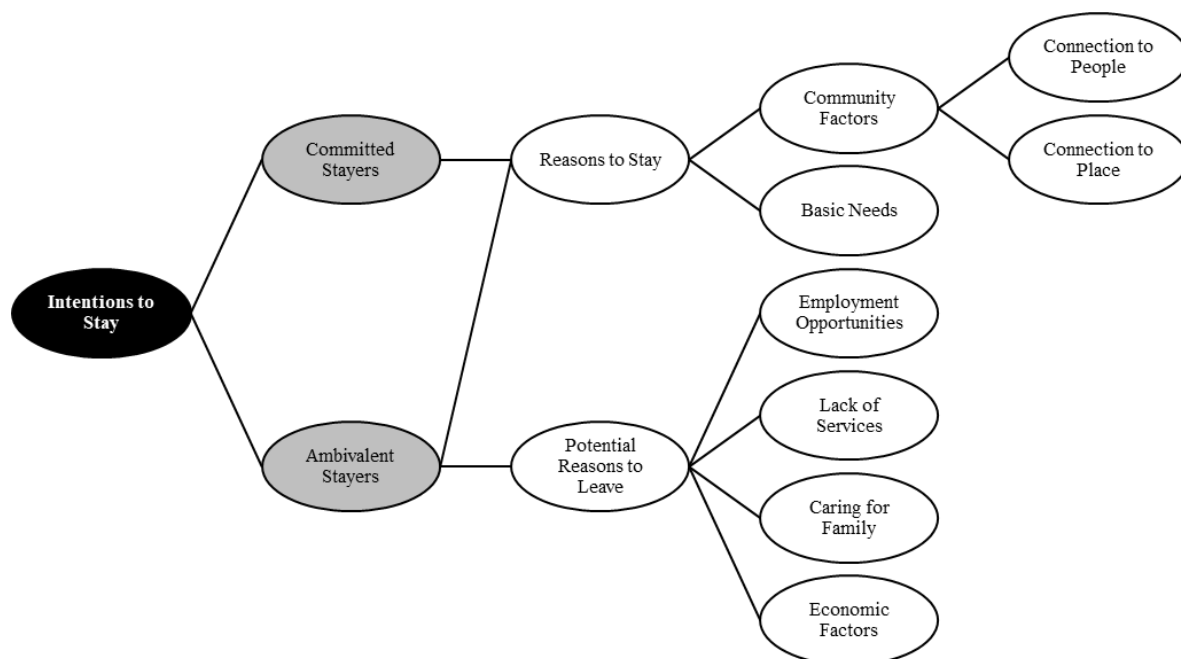 Connection to
People
Community
Factors
Committed
Stayers
Reasons to Stay
Connection to
Place
Basic Needs
Intentions to
Stay
Employment
Opportunities
Lack of
Services
Ambivalent
Stayers
Potential
Reasons to
Leave
Caring for
Family
Economic
Factors